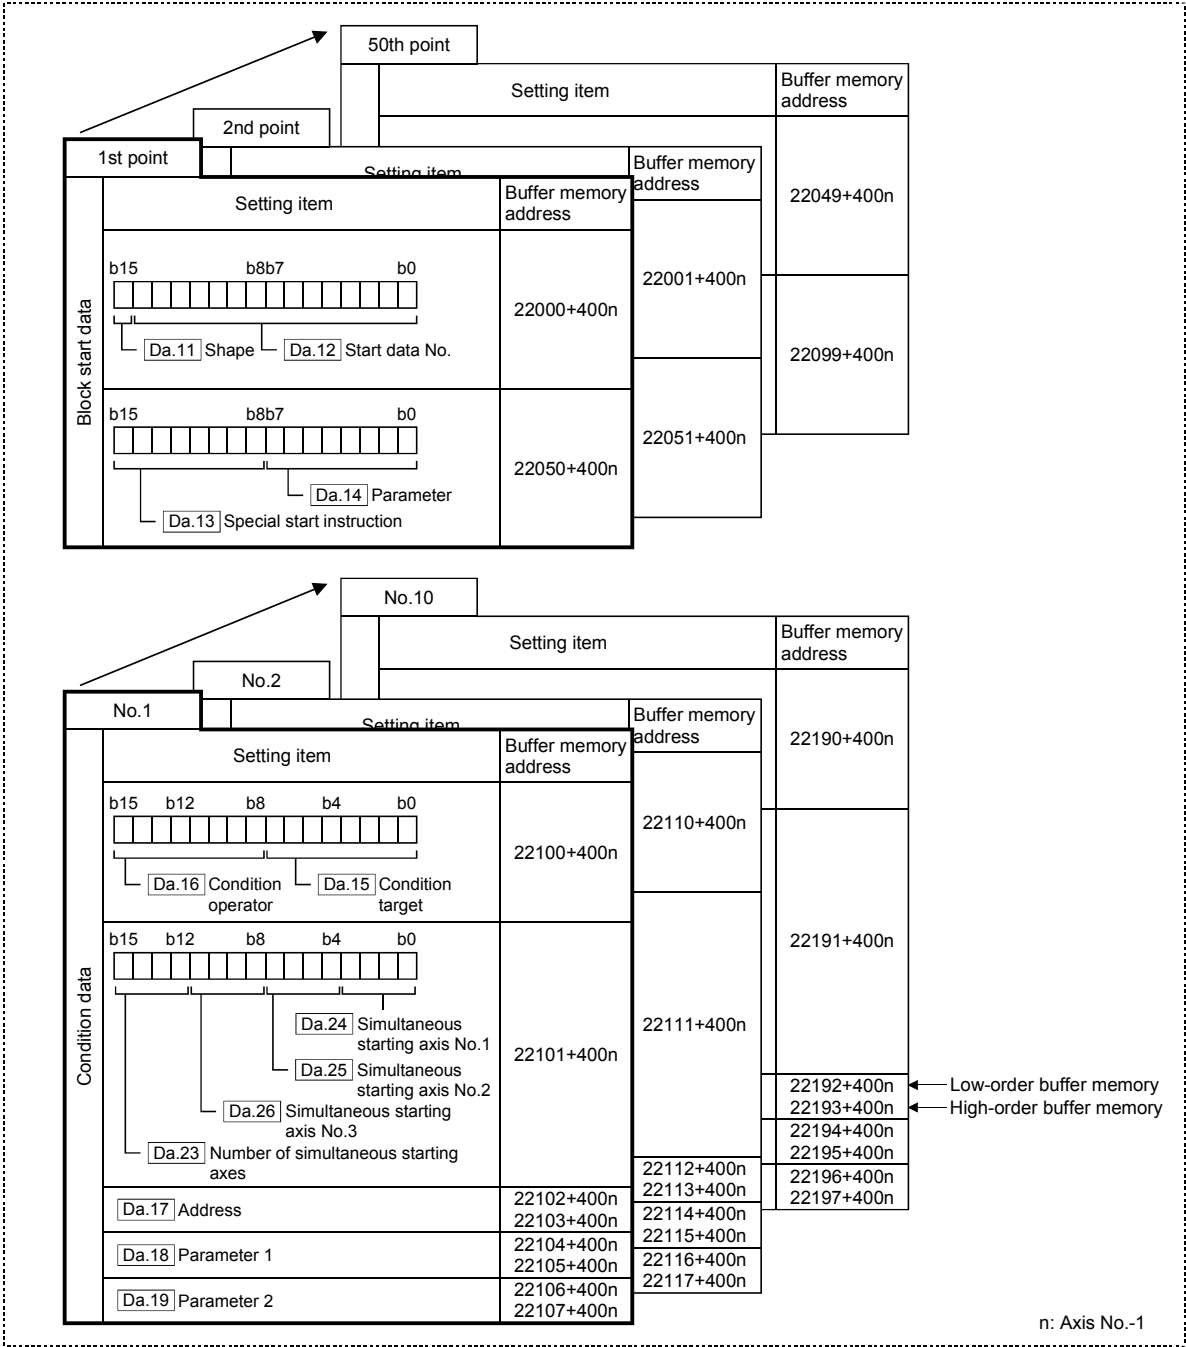 50th point
Setting item
Buffer memory
address
22049+400n
22099+400n
2nd point
Setting item
Buffer memory
address
22001+400n
22051+400n
1st point
Setting item
Buffer memory
address
Block start data
b15 b8b7 b0
Da.11 Shape Da.12 Start data No.
22000+400n
b15 b8b7 b0
Da.14 Parameter
Da.13 Special start instruction
22050+400n
No.10
Setting item
Buffer memory
address
22190+400n
22191+400n
22192+400n Low-order buffer memory
22193+400n High-order buffer memory
22194+400n
22195+400n
22196+400n
22197+400n
No.2
Setting item
Buffer memory
address
22110+400n
22111+400n
22112+400n
22113+400n
22114+400n
22115+400n
22116+400n
22117+400n
No.1
Setting item
Buffer memory
address
Condition data
b15 b12 b8 b4 b0
Da.16 Condition
operator
Da.15 Condition
target
22100+400n
b15 b12 b8 b4 b0
Da.24 Simultaneous
starting axis No.1
Da.25 Simultaneous
starting axis No.2
Da.26 Simultaneous starting
axis No.3
Da.23 Number of simultaneous starting
axes
22101+400n
Da.17 Address
22102+400n
22103+400n
Da.18 Parameter 1
22104+400n
22105+400n
Da.19 Parameter 2
22106+400n
22107+400n
n: Axis No.-1